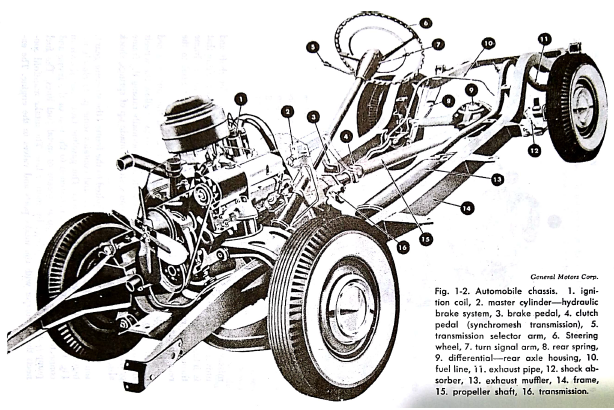 6
5
7
11
10
1
8
9
2
3
4
12
13
14
15
16
General Motors Corp.
Fig. 1-2. Automobile chassis. 1. igni-
tion coil, 2. master cylinder—hydraulic
brake system, 3. brake pedal, 4. clutch
pedal (synchromesh transmission), 5.
transmission selector arm, 6. Steering
wheel, 7. turn signal arm, 8. rear spring,
9. differential—rear axle housing, 10.
fuel line, 11. exhaust pipe, 12. shock ab-
sorber, 13. exhaust muffler, 14. frame,
15. propeller shaft, 16. transmission.